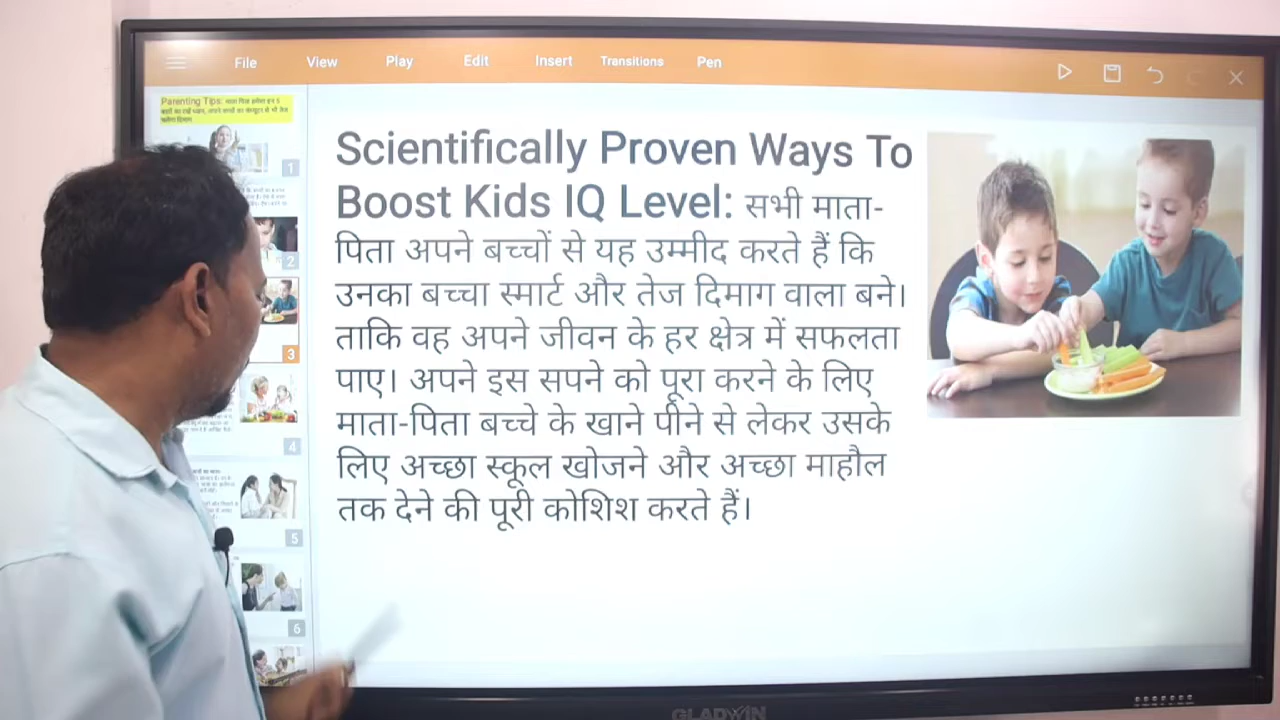 File View Play Edit Insert Transitions Pen
Parenting Tips:
1
2
3
4
5
6
Scientifically Proven Ways To
Boost Kids IQ Level: सभी माता-
पिता अपने बच्चों से यह उम्मीद करते हैं कि
उनका बच्चा स्मार्ट और तेज दिमाग वाला बने।
ताकि वह अपने जीवन के हर क्षेत्र में सफलता
पाए। अपने इस सपने को पूरा करने के लिए
माता-पिता बच्चे के खाने पीने से लेकर उसके
लिए अच्छा स्कूल खोजने और अच्छा माहौल
तक देने की पूरी कोशिश करते हैं।
GLADWIN